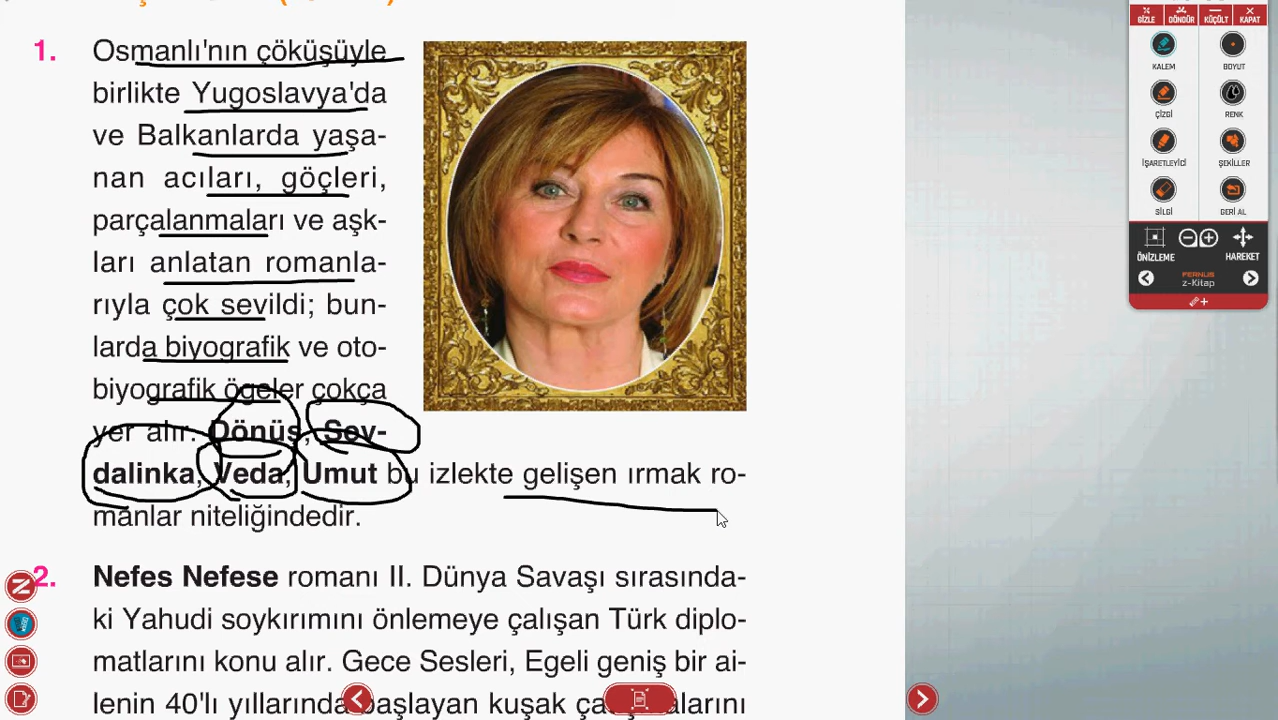 1. Osmanlı'nın çöküşüyle
birlikte Yugoslavya'da
ve Balkanlarda yaşa-
nan acıları, göçleri,
parçalanmaları ve aşk-
ları anlatan romanla-
rıyla çok sevildi; bun-
larda biyografik ve oto-
biyografik ögeler çokça
yer alır. Dönüş, Sev-
dalinka, Veda, Umut bu izlekte gelişen ırmak ro-
manlar niteliğindedir.
2. Nefes Nefese romanı II. Dünya Savaşı sırasında-
ki Yahudi soykırımını önlemeye çalışan Türk diplo-
matlarını konu alır. Gece Sesleri, Egeli geniş bir ai-
lenin 40'lı yıllarında başlayan kuşak
GİZLE DÖNDÜR KÜÇÜLT KAPAT
KALEM BOYUT
ÇİZGİ RENK
İŞARETLEYİCİ ŞEKİLLER
SİLGİ GERİ AL
ÖNİZLEME HAREKET
FERNUS
z-Kitap